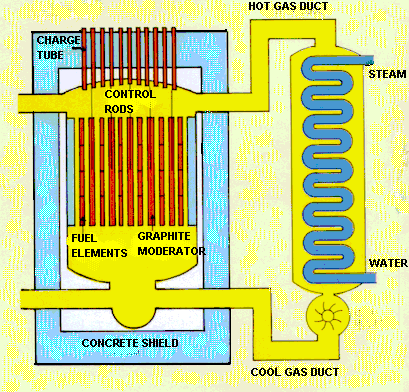 HOT GAS DUCT
CHARGE
TUBE
STEAM
CONTROL
RODS
FUEL
ELEMENTS
GRAPHITE
MODERATOR
WATER
CONCRETE SHIELD
COOL GAS DUCT